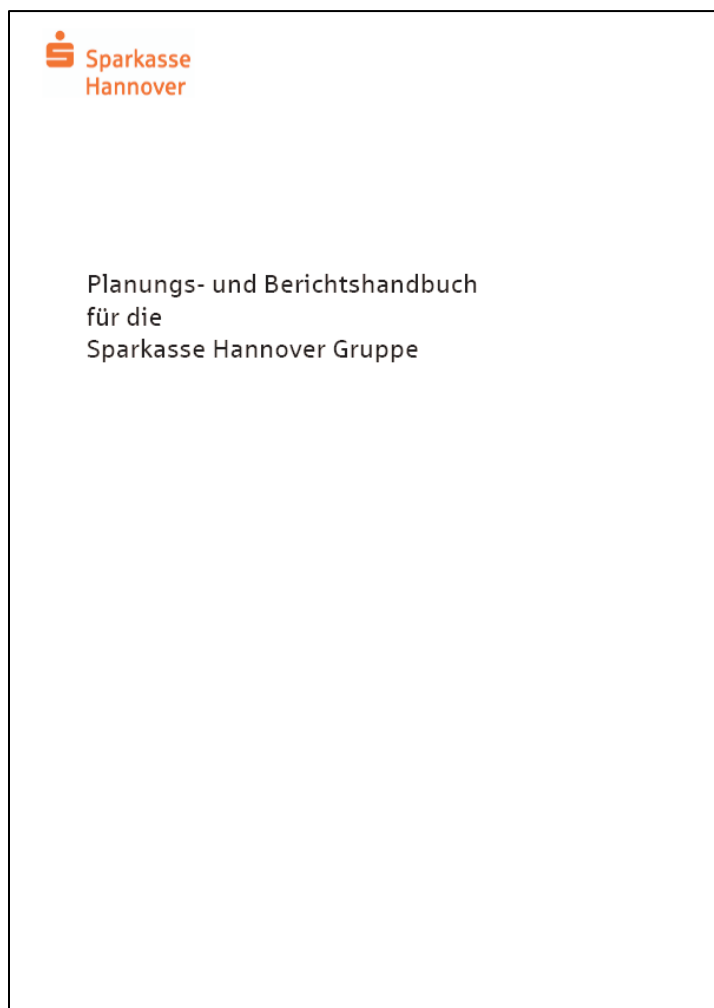 Sparkasse
Hannover
Planungs- und Berichtshandbuch
für die
Sparkasse Hannover Gruppe